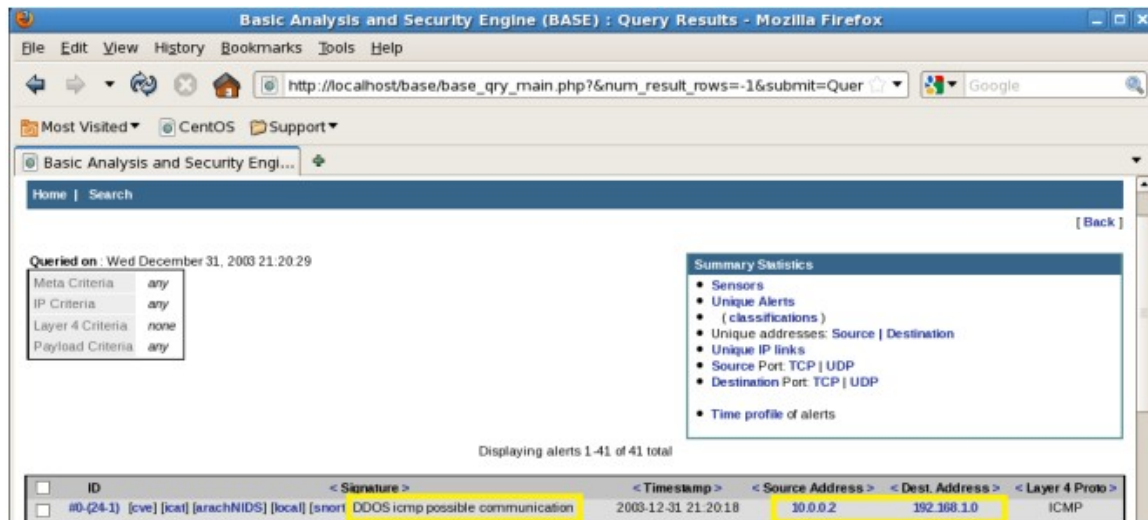 Basic Analysis and Security Engine (BASE) : Query Results - Mozilla Firefox
File Edit View History Bookmarks Tools Help
http://localhost/base/base_qry_main.php?&num_result_rows=-1&submit=Quer
Google
Most Visited CentOS Support
Basic Analysis and Security Engi...
Home | Search
[ Back ]
Queried on : Wed December 31, 2003 21:20:29
Meta Criteria any
IP Criteria any
Layer 4 Criteria none
Payload Criteria any
Summary Statistics
Sensors
Unique Alerts
( classifications )
Unique addresses: Source | Destination
Unique IP links
Source Port: TCP | UDP
Destination Port: TCP | UDP
Time profile of alerts
Displaying alerts 1-41 of 41 total
ID < Signature > < Timestamp > < Source Address > < Dest. Address > < Layer 4 Proto >
#0-(24-1) [cve] [icat] [arachNIDS] [local] [snort DDOS icmp possible communication 2003-12-31 21:20:18 10.0.0.2 192.168.1.0 ICMP